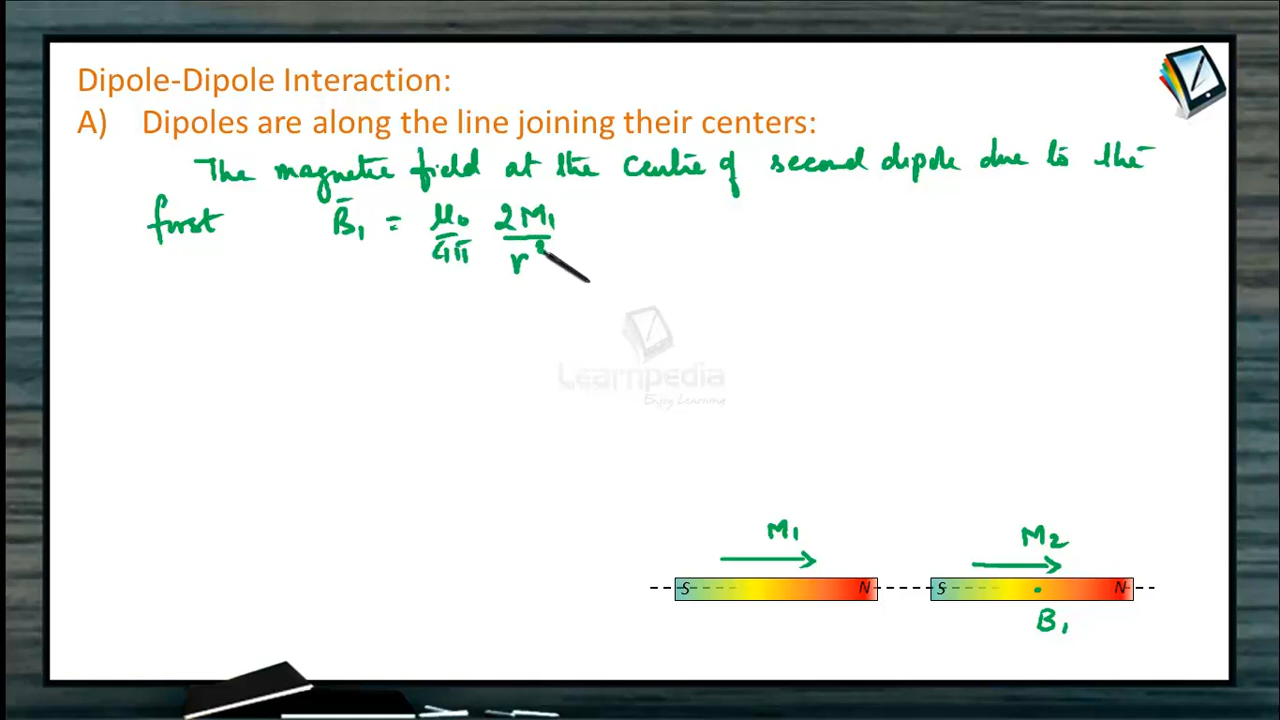 Dipole-Dipole Interaction:
A) Dipoles are along the line joining their centers:
The magnetic field at the centre of second dipole due to the
first B̄₁ = μ₀/4π 2M₁/r³
Learnpedia
Enjoy Learning
M₁ M₂
S N S N
B₁